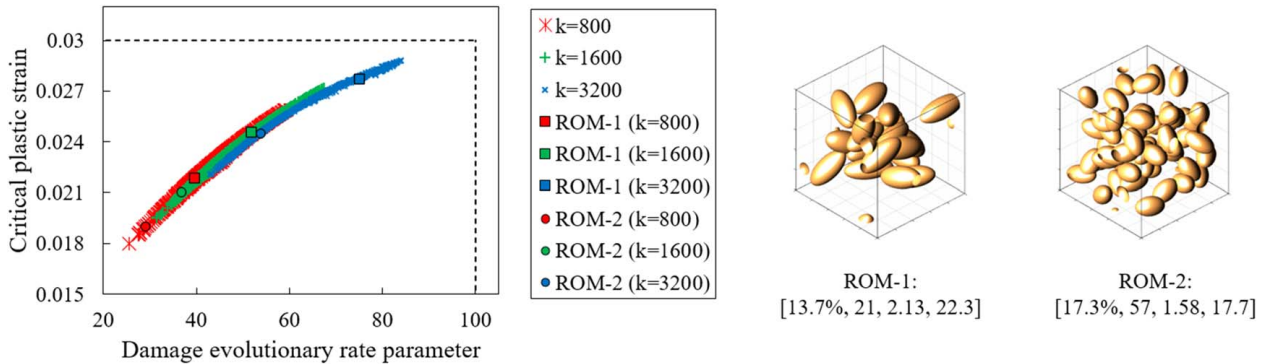 0.03
0.027
0.024
0.021
0.018
0.015
20
40
60
80
100
Critical plastic strain
Damage evolutionary rate parameter
k=800
k=1600
k=3200
ROM-1 (k=800)
ROM-1 (k=1600)
ROM-1 (k=3200)
ROM-2 (k=800)
ROM-2 (k=1600)
ROM-2 (k=3200)
ROM-1:
[13.7%, 21, 2.13, 22.3]
ROM-2:
[17.3%, 57, 1.58, 17.7]